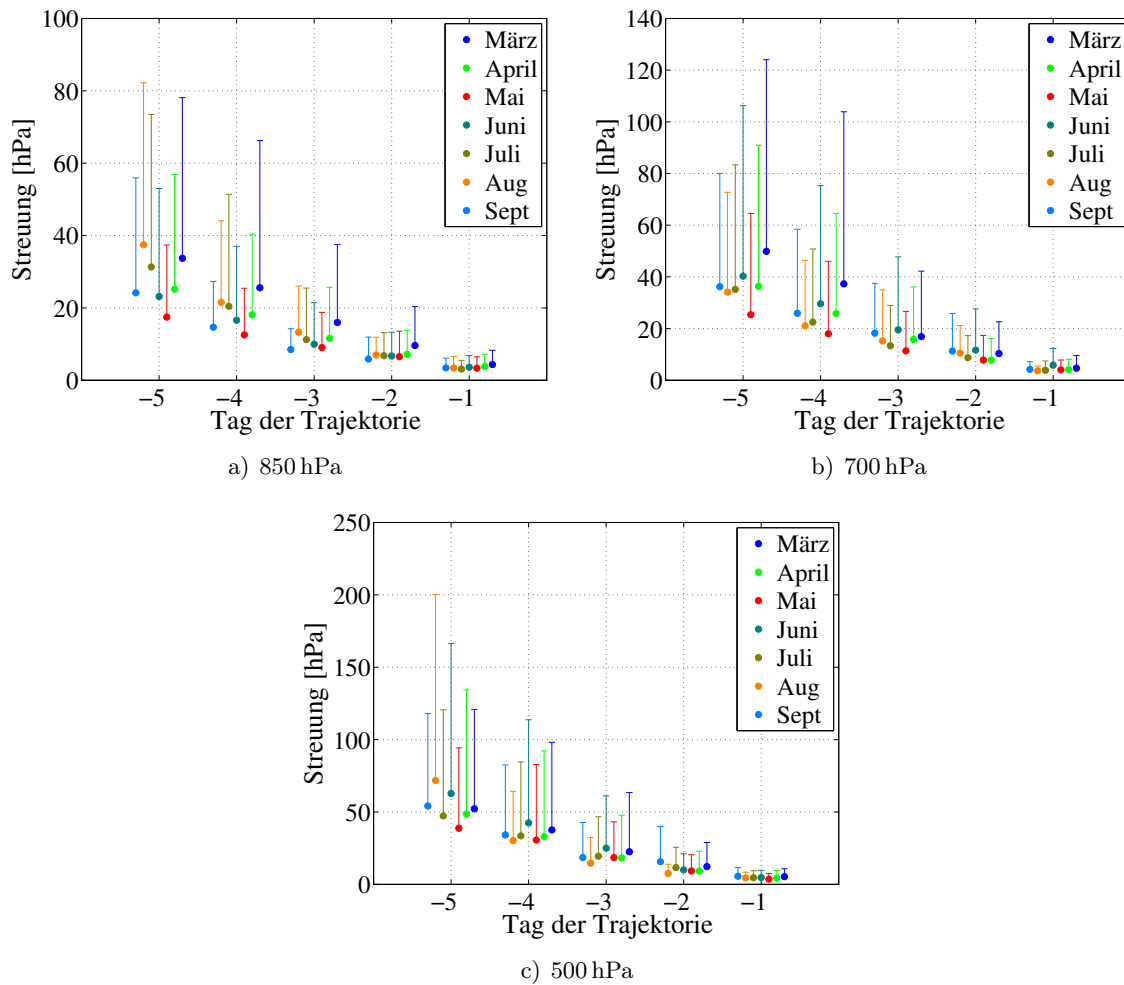 100
80
60
40
20
0
Streuung [hPa]
−5
−4
−3
−2
−1
Tag der Trajektorie
März
April
Mai
Juni
Juli
Aug
Sept
a) 850 hPa
140
120
100
80
60
40
20
0
Streuung [hPa]
−5
−4
−3
−2
−1
Tag der Trajektorie
März
April
Mai
Juni
Juli
Aug
Sept
b) 700 hPa
250
200
150
100
50
0
Streuung [hPa]
−5
−4
−3
−2
−1
Tag der Trajektorie
März
April
Mai
Juni
Juli
Aug
Sept
c) 500 hPa